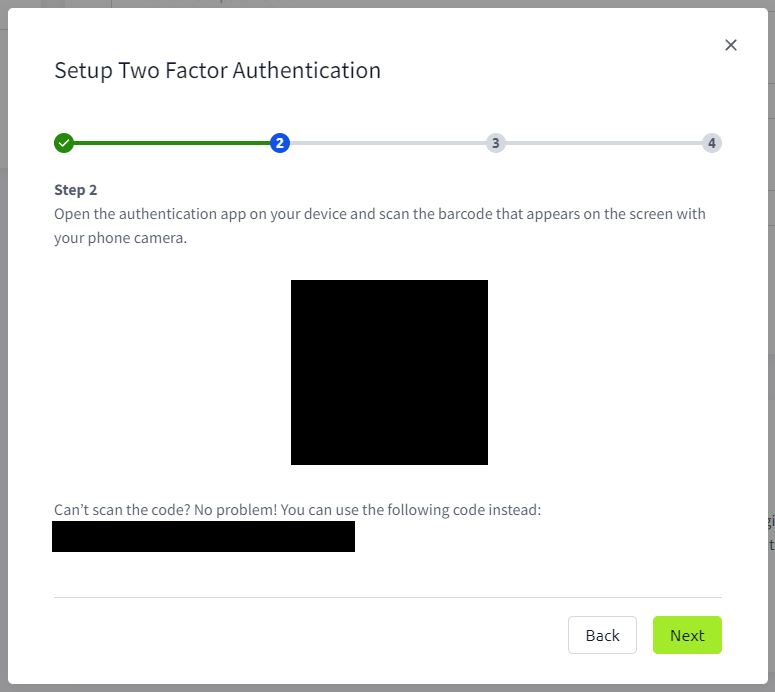 Setup Two Factor Authentication
2 3 4
Step 2
Open the authentication app on your device and scan the barcode that appears on the screen with
your phone camera.
Can't scan the code? No problem! You can use the following code instead:
Back Next